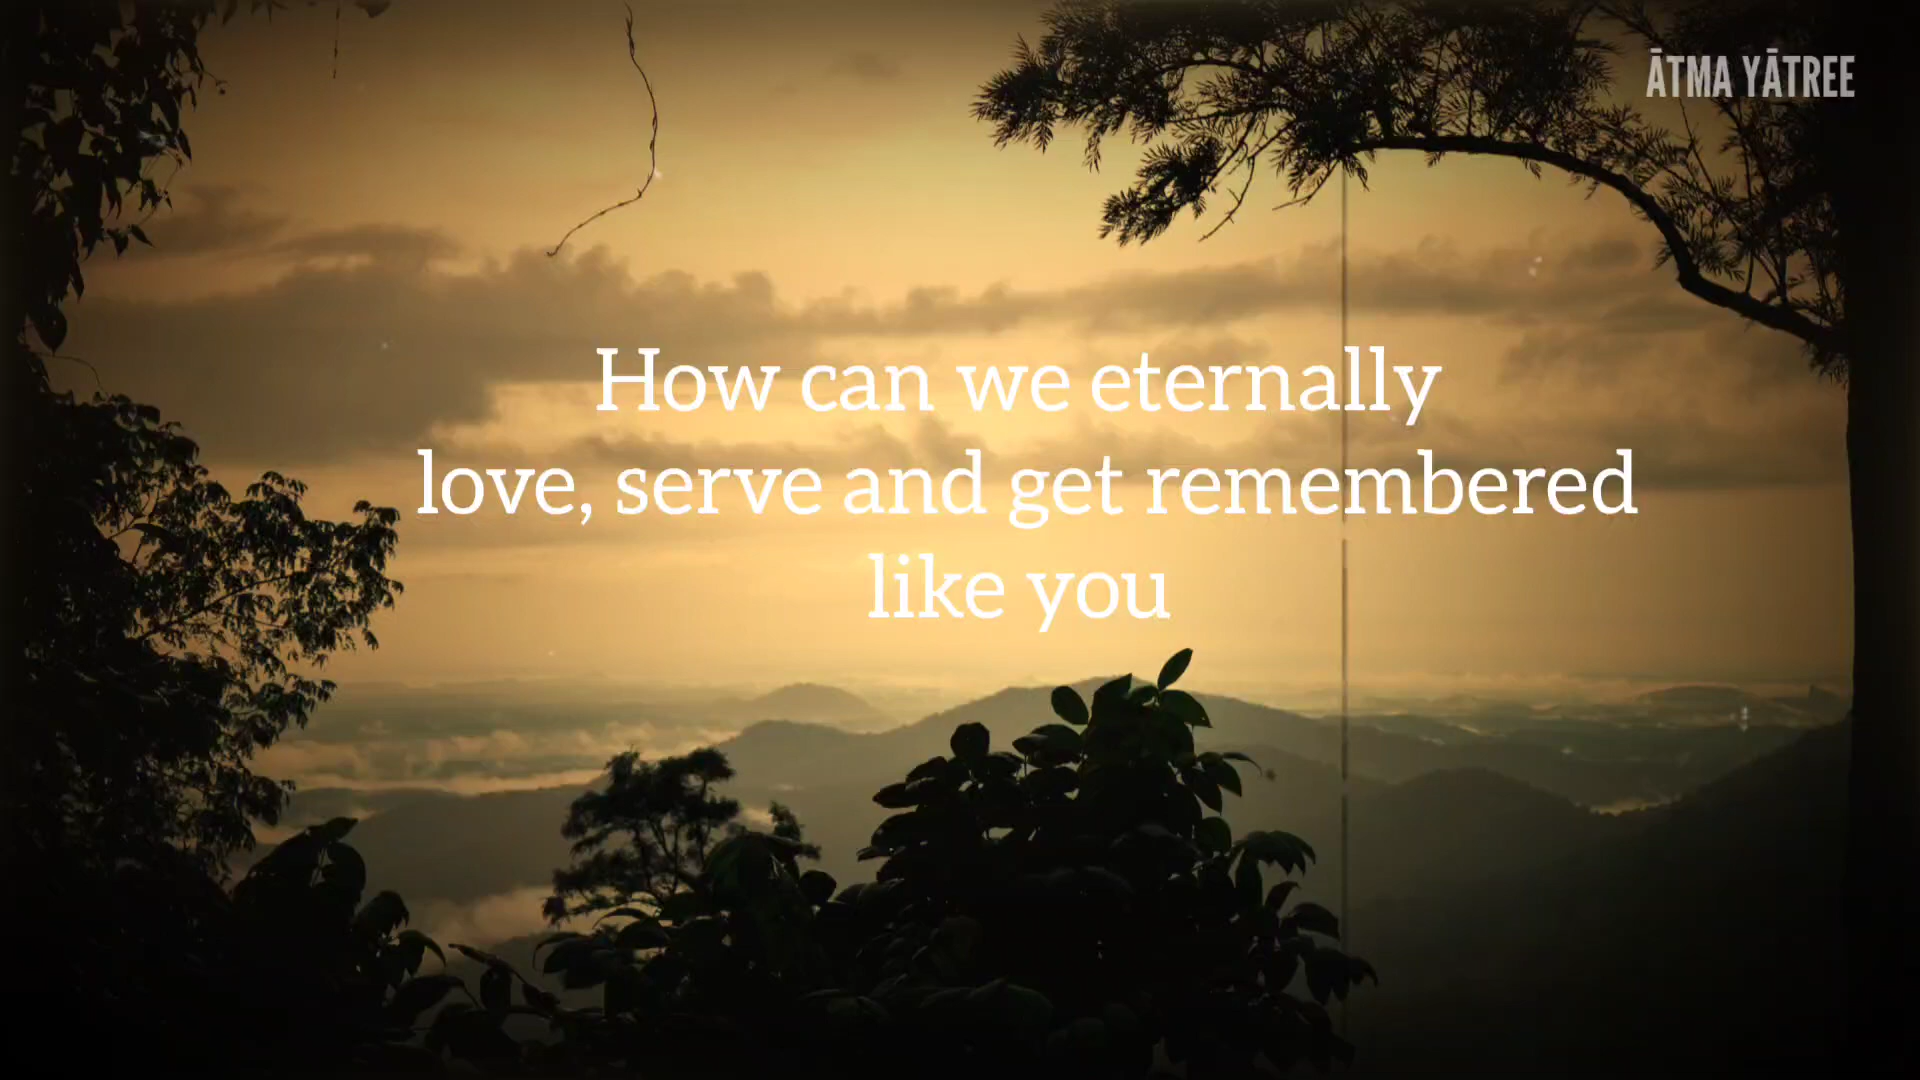 ĀTMA YĀTREE
How can we eternally
love, serve and get remembered
like you